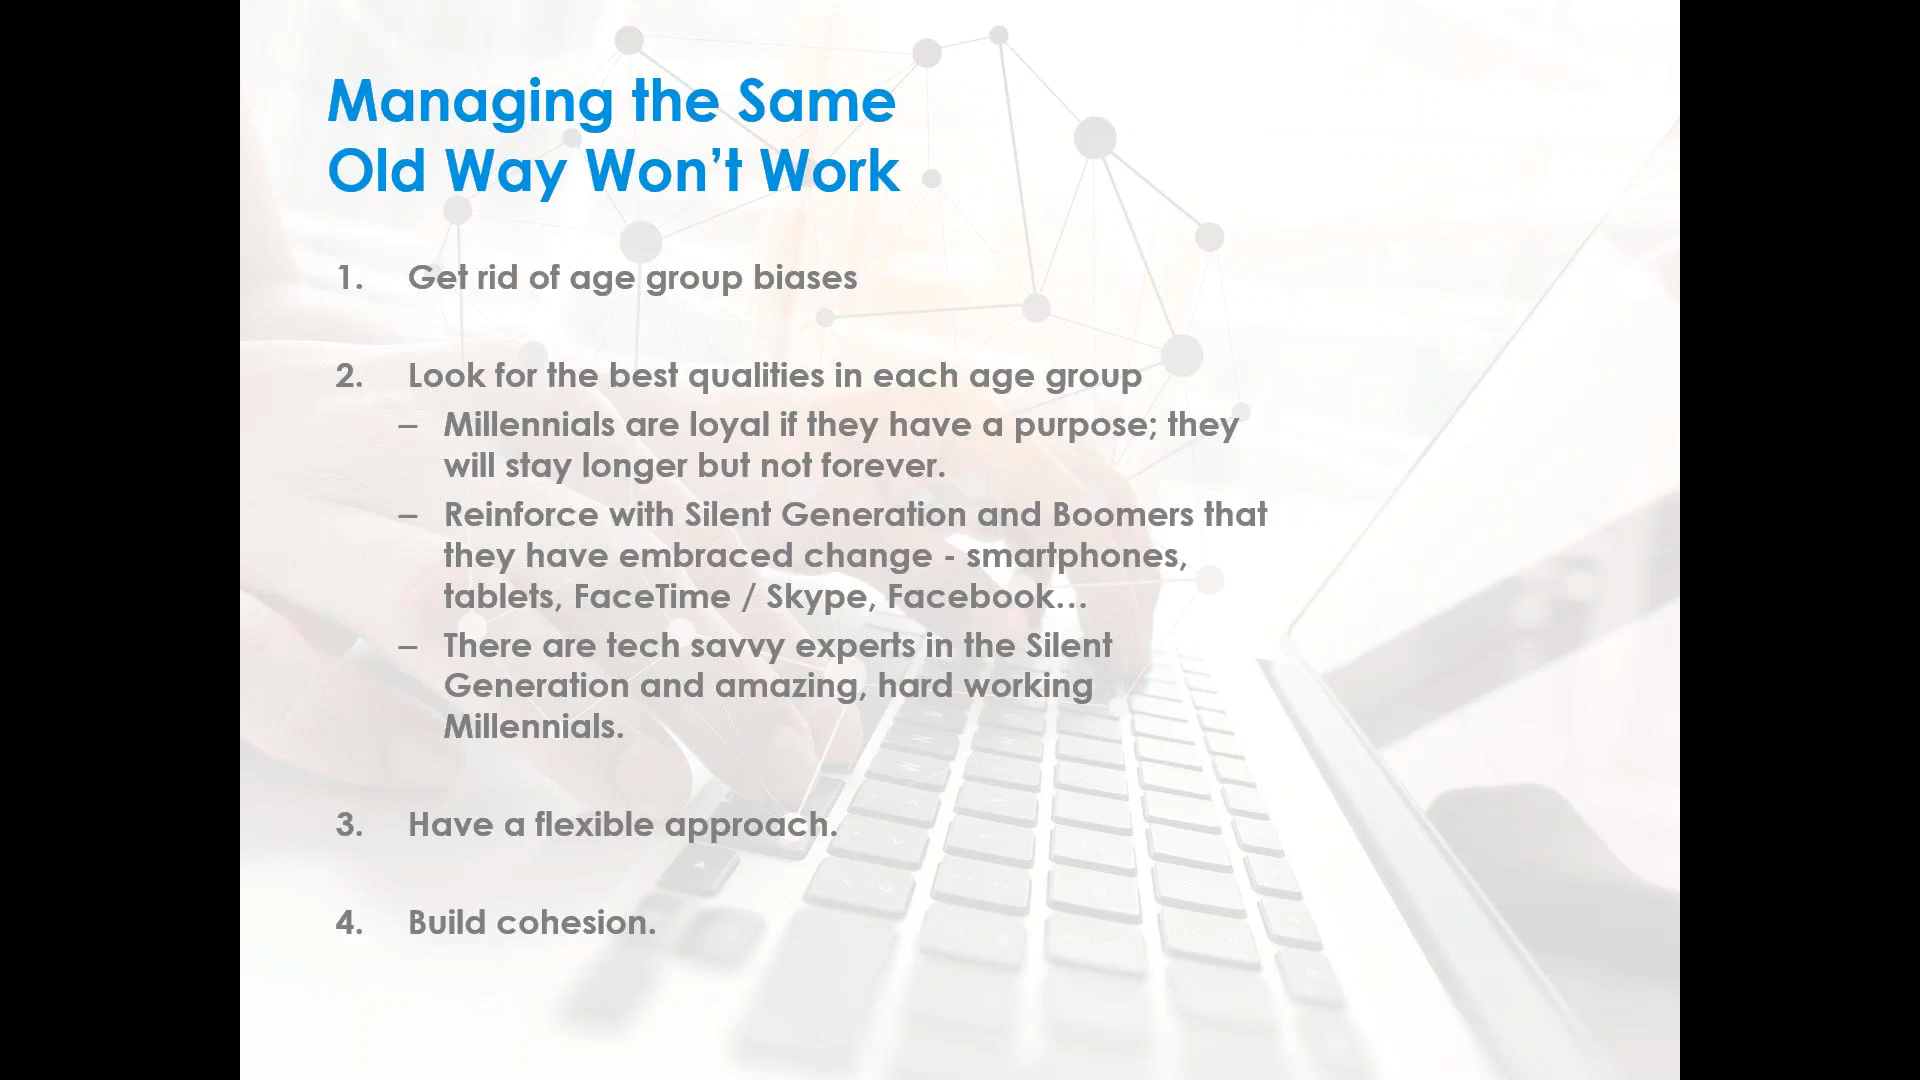 Managing the Same
Old Way Won’t Work
1. Get rid of age group biases
2. Look for the best qualities in each age group
– Millennials are loyal if they have a purpose; they
will stay longer but not forever.
– Reinforce with Silent Generation and Boomers that
they have embraced change - smartphones,
tablets, FaceTime / Skype, Facebook…
– There are tech savvy experts in the Silent
Generation and amazing, hard working
Millennials.
3. Have a flexible approach.
4. Build cohesion.